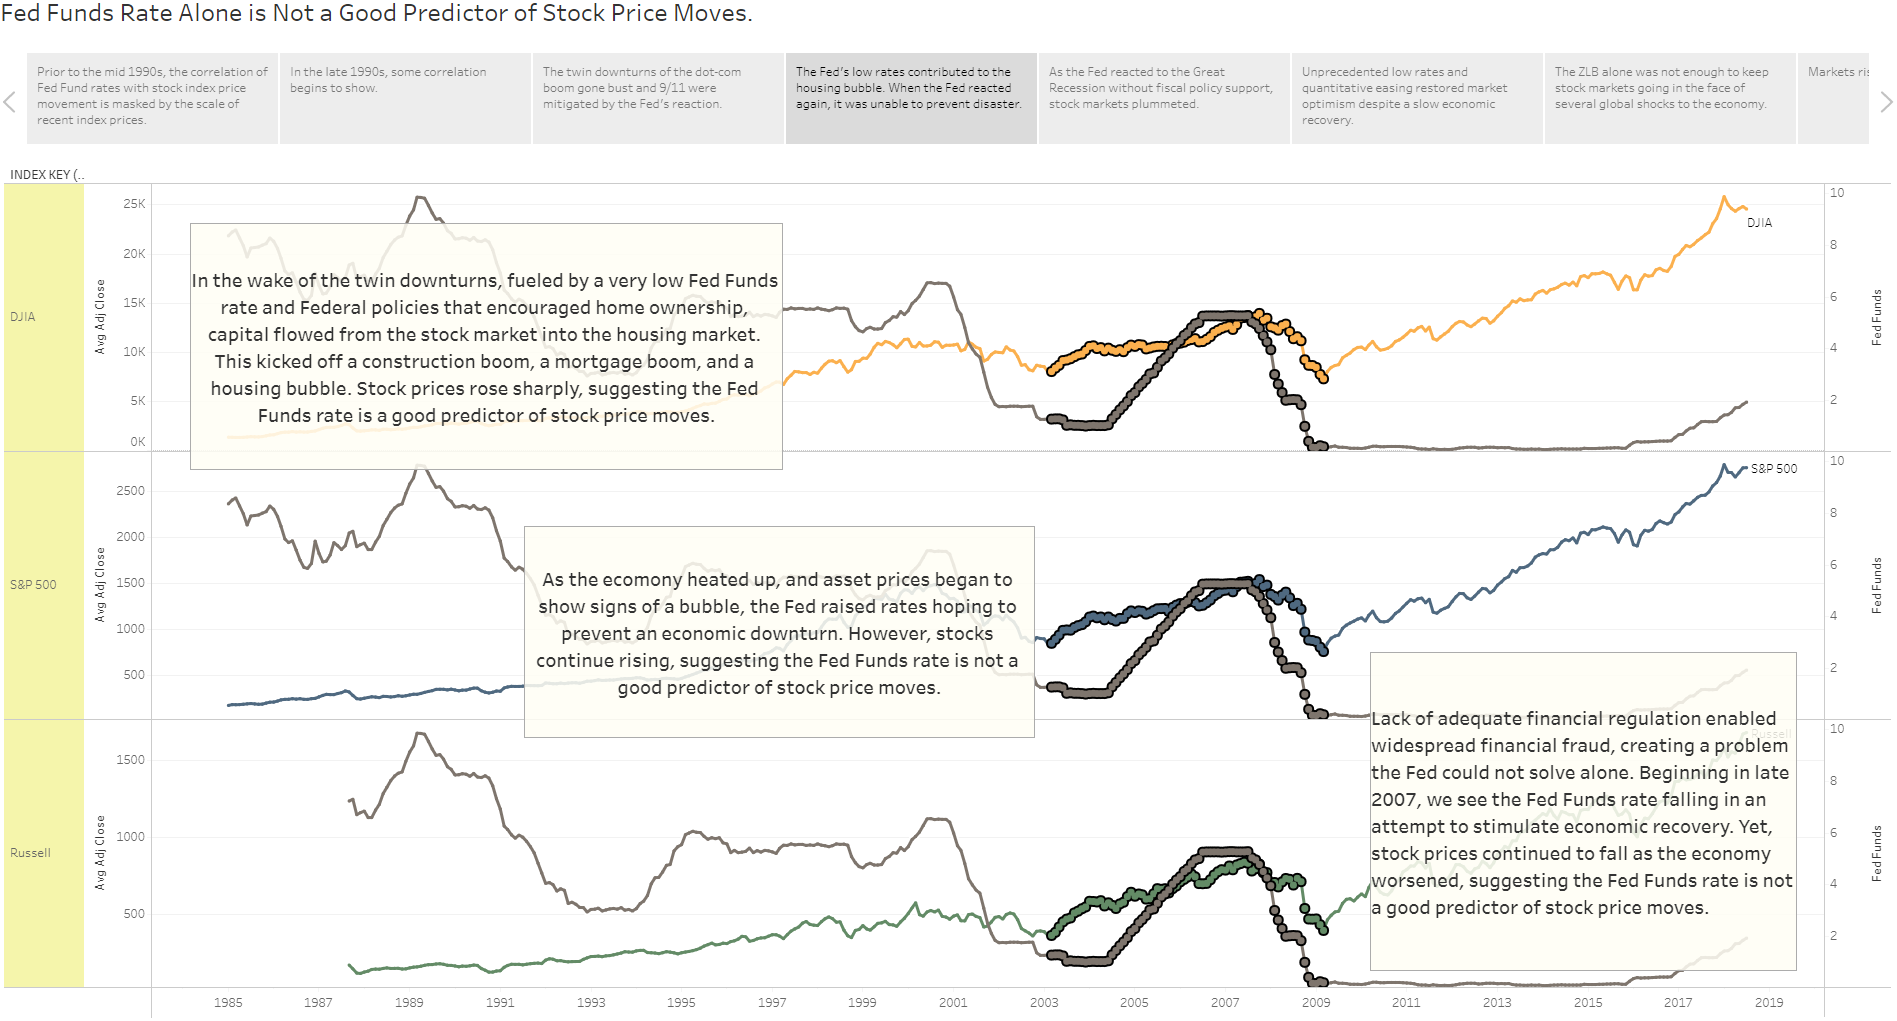 Fed Funds Rate Alone is Not a Good Predictor of Stock Price Moves.
Prior to the mid 1990s, the correlation of
Fed Fund rates with stock index price
movement is masked by the scale of
recent index prices.
In the late 1990s, some correlation
begins to show.
The twin downturns of the dot-com
boom gone bust and 9/11 were
mitigated by the Fed's reaction.
The Fed's low rates contributed to the
housing bubble. When the Fed reacted
again, it was unable to prevent disaster.
As the Fed reacted to the Great
Recession without fiscal policy support,
stock markets plummeted.
Unprecedented low rates and
quantitative easing restored market
optimism despite a slow economic
recovery.
The ZLB alone was not enough to keep
stock markets going in the face of
several global shocks to the economy.
Markets ris
INDEX KEY (..
DJIA
Avg Adj Close
25K
20K
15K
10K
5K
0K
In the wake of the twin downturns, fueled by a very low Fed Funds
rate and Federal policies that encouraged home ownership,
capital flowed from the stock market into the housing market.
This kicked off a construction boom, a mortgage boom, and a
housing bubble. Stock prices rose sharply, suggesting the Fed
Funds rate is a good predictor of stock price moves.
DJIA
10
8
6
4
2
Fed Funds
S&P 500
Avg Adj Close
2500
2000
1500
1000
500
As the ecomony heated up, and asset prices began to
show signs of a bubble, the Fed raised rates hoping to
prevent an economic downturn. However, stocks
continue rising, suggesting the Fed Funds rate is not a
good predictor of stock price moves.
S&P 500
10
8
6
4
2
Fed Funds
Russell
Avg Adj Close
1500
1000
500
Lack of adequate financial regulation enabled
widespread financial fraud, creating a problem
the Fed could not solve alone. Beginning in late
2007, we see the Fed Funds rate falling in an
attempt to stimulate economic recovery. Yet,
stock prices continued to fall as the economy
worsened, suggesting the Fed Funds rate is not
a good predictor of stock price moves.
Russell
10
8
6
4
2
Fed Funds
1985
1987
1989
1991
1993
1995
1997
1999
2001
2003
2005
2007
2009
2011
2013
2015
2017
2019